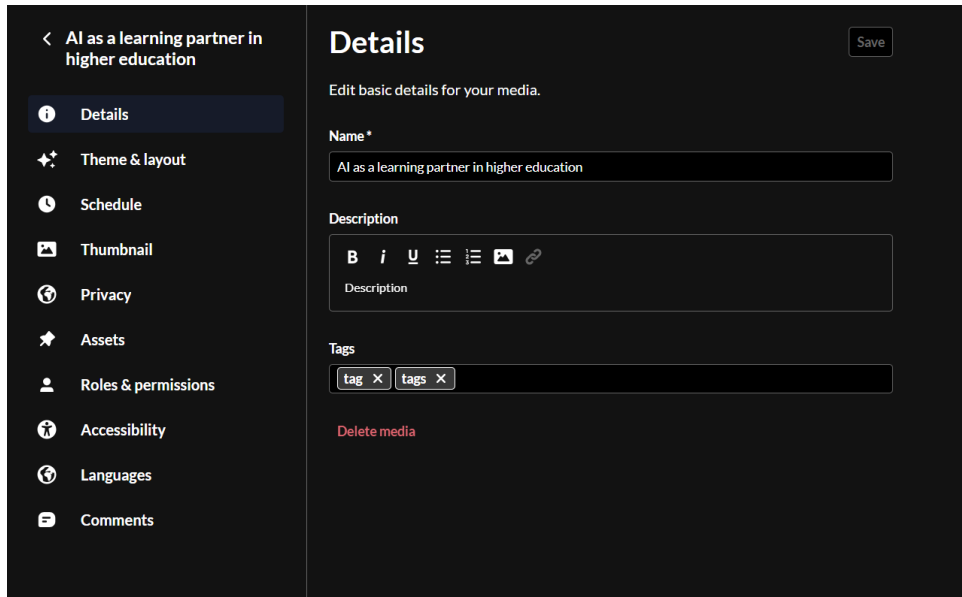 AI as a learning partner in
higher education
Details
Theme & layout
Schedule
Thumbnail
Privacy
Assets
Roles & permissions
Accessibility
Languages
Comments
Details
Save
Edit basic details for your media.
Name*
AI as a learning partner in higher education
Description
B i U
Description
Tags
tag tags
Delete media